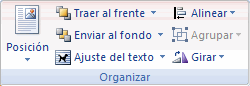 Posición
Traer al frente
Enviar al fondo
Ajuste del texto
Alinear
Agrupar
Girar
Organizar